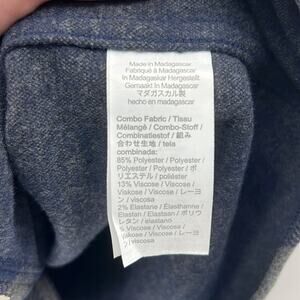 Made in Madagascar
Fabriqué à Madagascar
In Madagaskar Hergestellt
Gemaakt In Madagascar
マダガスカル製
hecho en madagascar
Combo Fabric / Tissu
Mélangé / Combo-Stoff /
Combinatiestof / 組み
合わせ生地 / tela
combinada:
85% Polyester / Polyester /
Polyester / Polyester / ポ
リエステル / poliéster
13% Viscose / Viscose /
Viskose / Viscose / レーヨ
ン / viscosa
2% Elastane / Élasthanne /
Elastan / Elastaan / ポリウ
レタン / elastano
% Viscose / Viscose /
Viscose / レーヨ
ン / viscosa